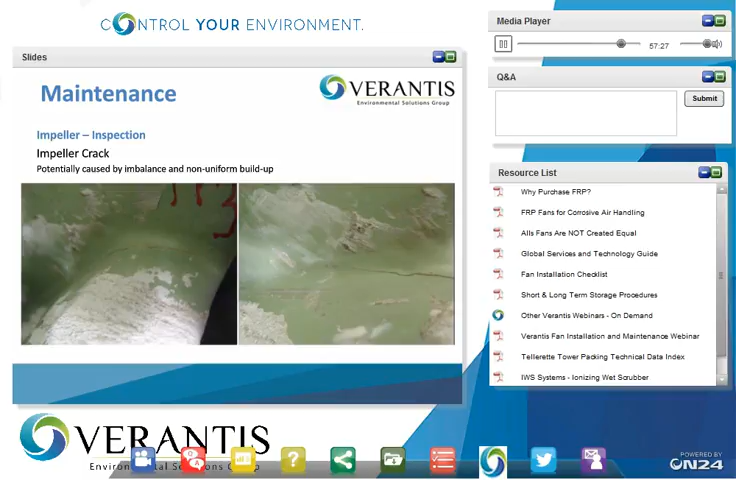 CONTROL YOUR ENVIRONMENT.
Slides
Maintenance
VERANTIS
Environmental Solutions Group
Impeller – Inspection
Impeller Crack
Potentially caused by imbalance and non-uniform build-up
VERANTIS
Environmental Solutions Group
Media Player
57:27
Q&A
Submit
Resource List
Why Purchase FRP?
FRP Fans for Corrosive Air Handling
Alls Fans Are NOT Created Equal
Global Services and Technology Guide
Fan Installation Checklist
Short & Long Term Storage Procedures
Other Verantis Webinars - On Demand
Verantis Fan Installation and Maintenance Webinar
Tellerette Tower Packing Technical Data Index
IWS Systems - Ionizing Wet Scrubber
Q
A
?
POWERED BY
ON24